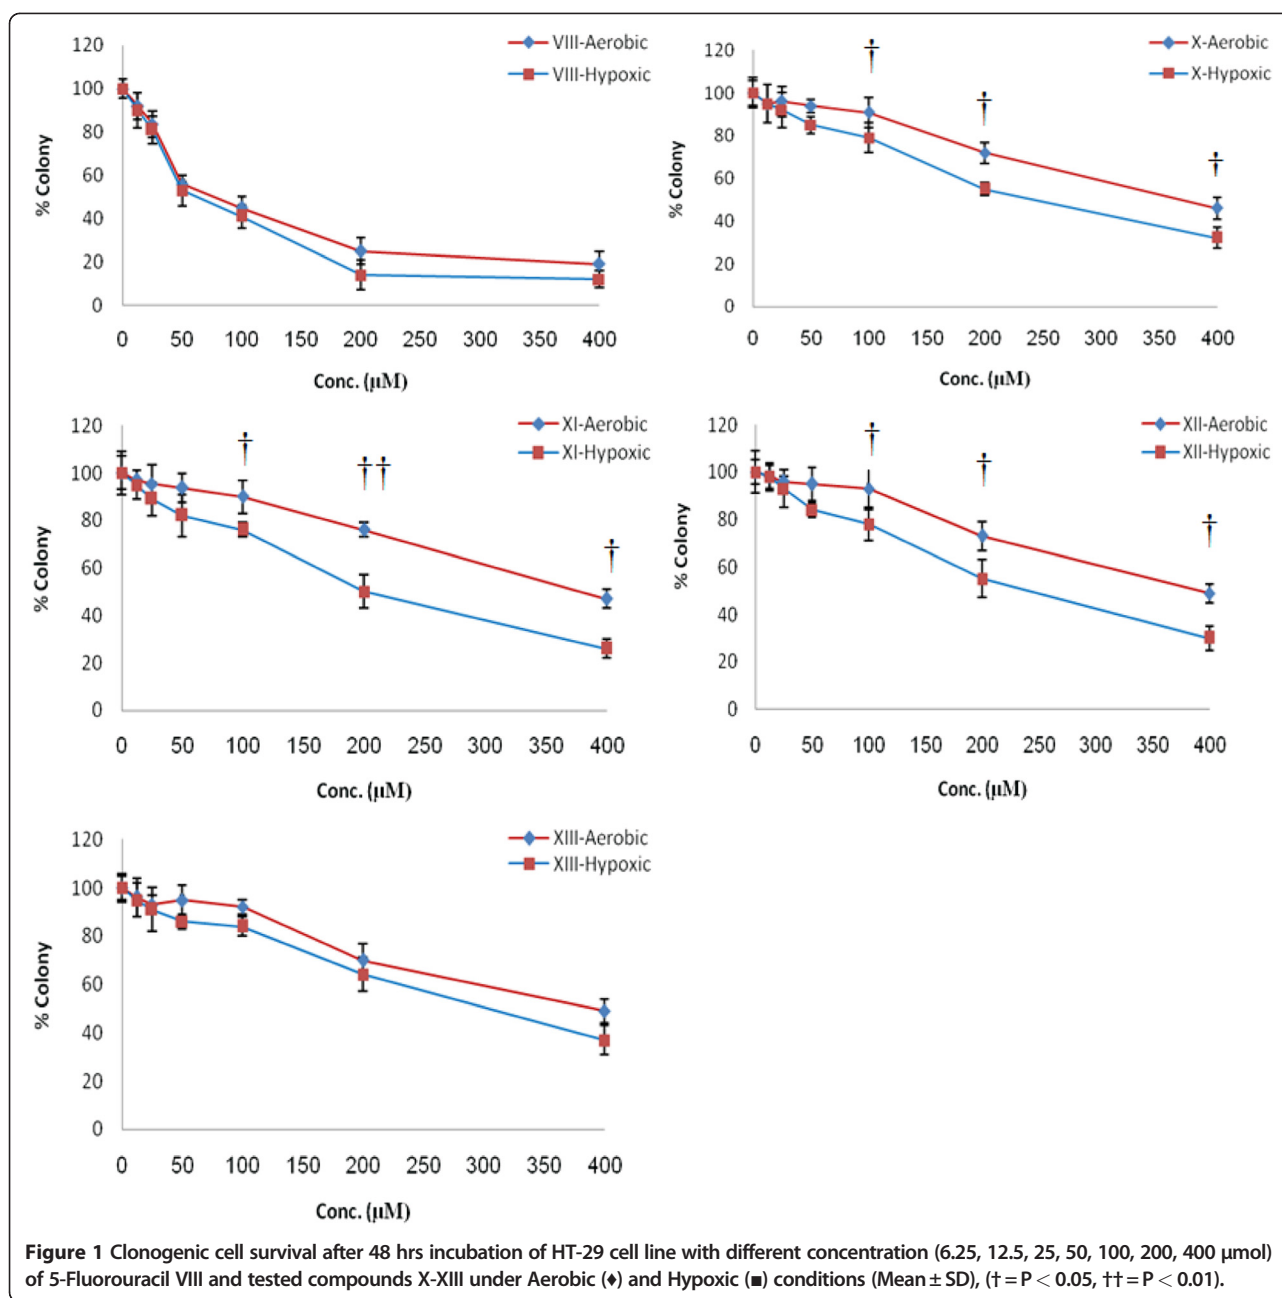 VIII-Aerobic
VIII-Hypoxic
120
100
80
60
40
20
0
% Colony
0 50 100 150 200 250 300 350 400
Conc. (µM)
X-Aerobic
X-Hypoxic
†
†
†
120
100
80
60
40
20
0
% Colony
0 50 100 150 200 250 300 350 400
Conc. (µM)
XI-Aerobic
XI-Hypoxic
†
††
†
120
100
80
60
40
20
0
% Colony
0 50 100 150 200 250 300 350 400
Conc. (µM)
XII-Aerobic
XII-Hypoxic
†
†
†
120
100
80
60
40
20
0
% Colony
0 50 100 150 200 250 300 350 400
Conc. (µM)
XIII-Aerobic
XIII-Hypoxic
120
100
80
60
40
20
0
% Colony
0 50 100 150 200 250 300 350 400
Conc. (µM)
Figure 1 Clonogenic cell survival after 48 hrs incubation of HT-29 cell line with different concentration (6.25, 12.5, 25, 50, 100, 200, 400 µmol)
of 5-Fluorouracil VIII and tested compounds X-XIII under Aerobic (♦) and Hypoxic (■) conditions (Mean ± SD), († = P < 0.05, †† = P < 0.01).